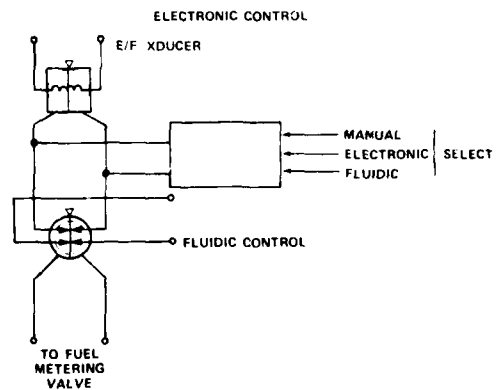 ELECTRONIC CONTROL
E/F XDUCER
MANUAL
ELECTRONIC
SELECT
FLUIDIC
FLUIDIC CONTROL
TO FUEL
METERING
VALVE